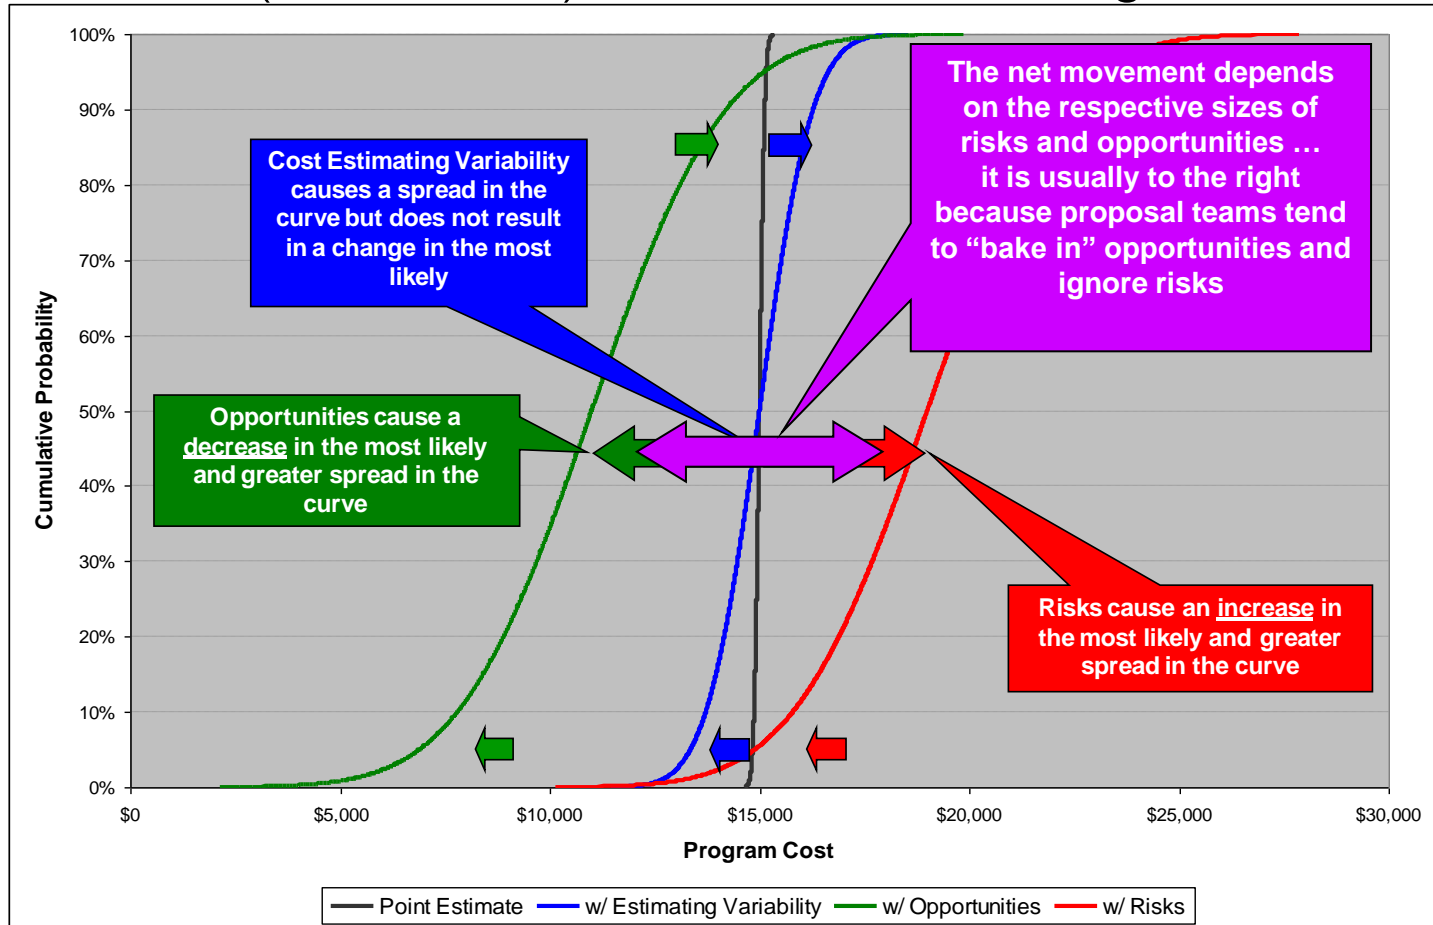 100%
90%
80%
70%
60%
50%
40%
30%
20%
10%
0%
Cumulative Probability
Cost Estimating Variability
causes a spread in the
curve but does not result
in a change in the most
likely
The net movement depends
on the respective sizes of
risks and opportunities …
it is usually to the right
because proposal teams tend
to “bake in” opportunities and
ignore risks
Opportunities cause a
decrease in the most likely
and greater spread in the
curve
Risks cause an increase in
the most likely and greater
spread in the curve
$0 $5,000 $10,000 $15,000 $20,000 $25,000 $30,000
Program Cost
Point Estimate w/ Estimating Variability w/ Opportunities w/ Risks